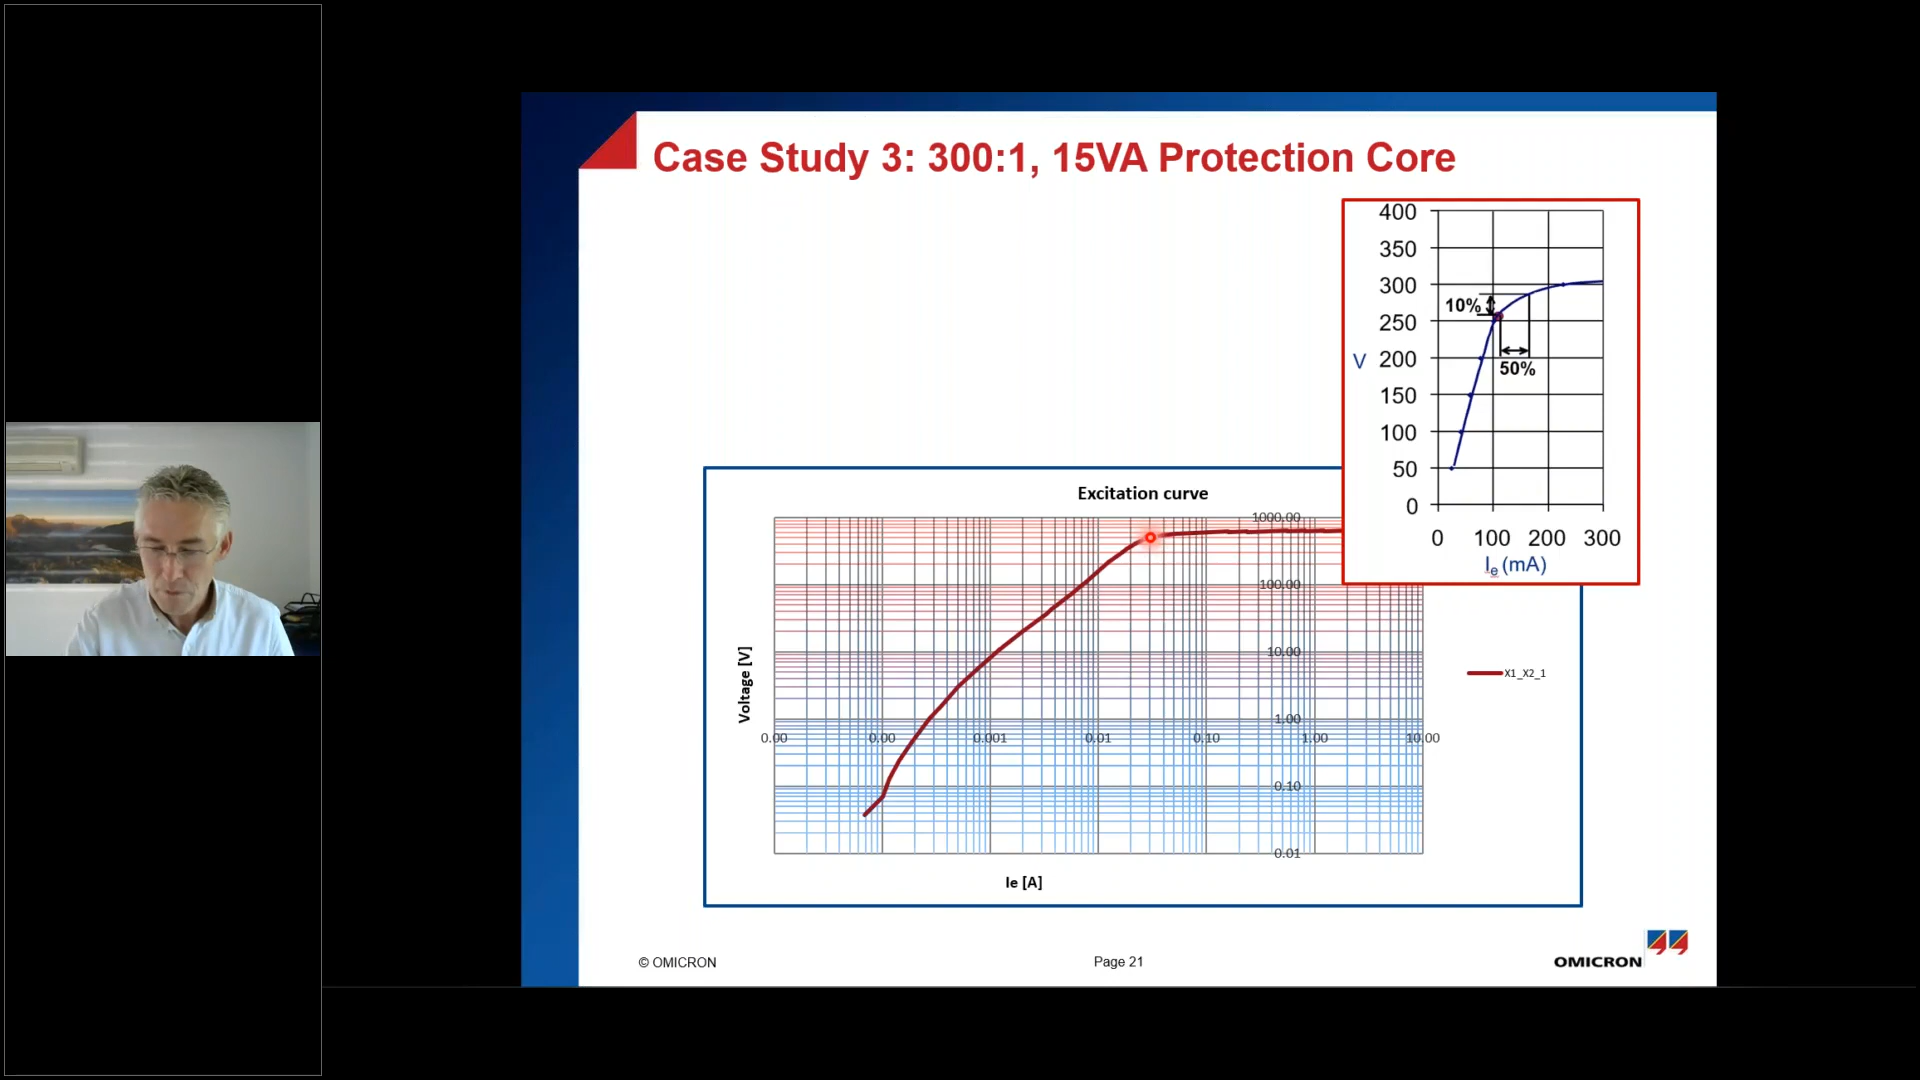 Case Study 3: 300:1, 15VA Protection Core
400
350
300
250
V 200
150
100
50
0
10%
50%
0 100 200 300
Ie (mA)
Excitation curve
1000.00
100.00
10.00
1.00
0.10
0.01
Voltage [V]
0.00 0.00 0.001 0.01 0.10 1.00 10.00
Ie [A]
X1_X2_1
© OMICRON
Page 21
OMICRON